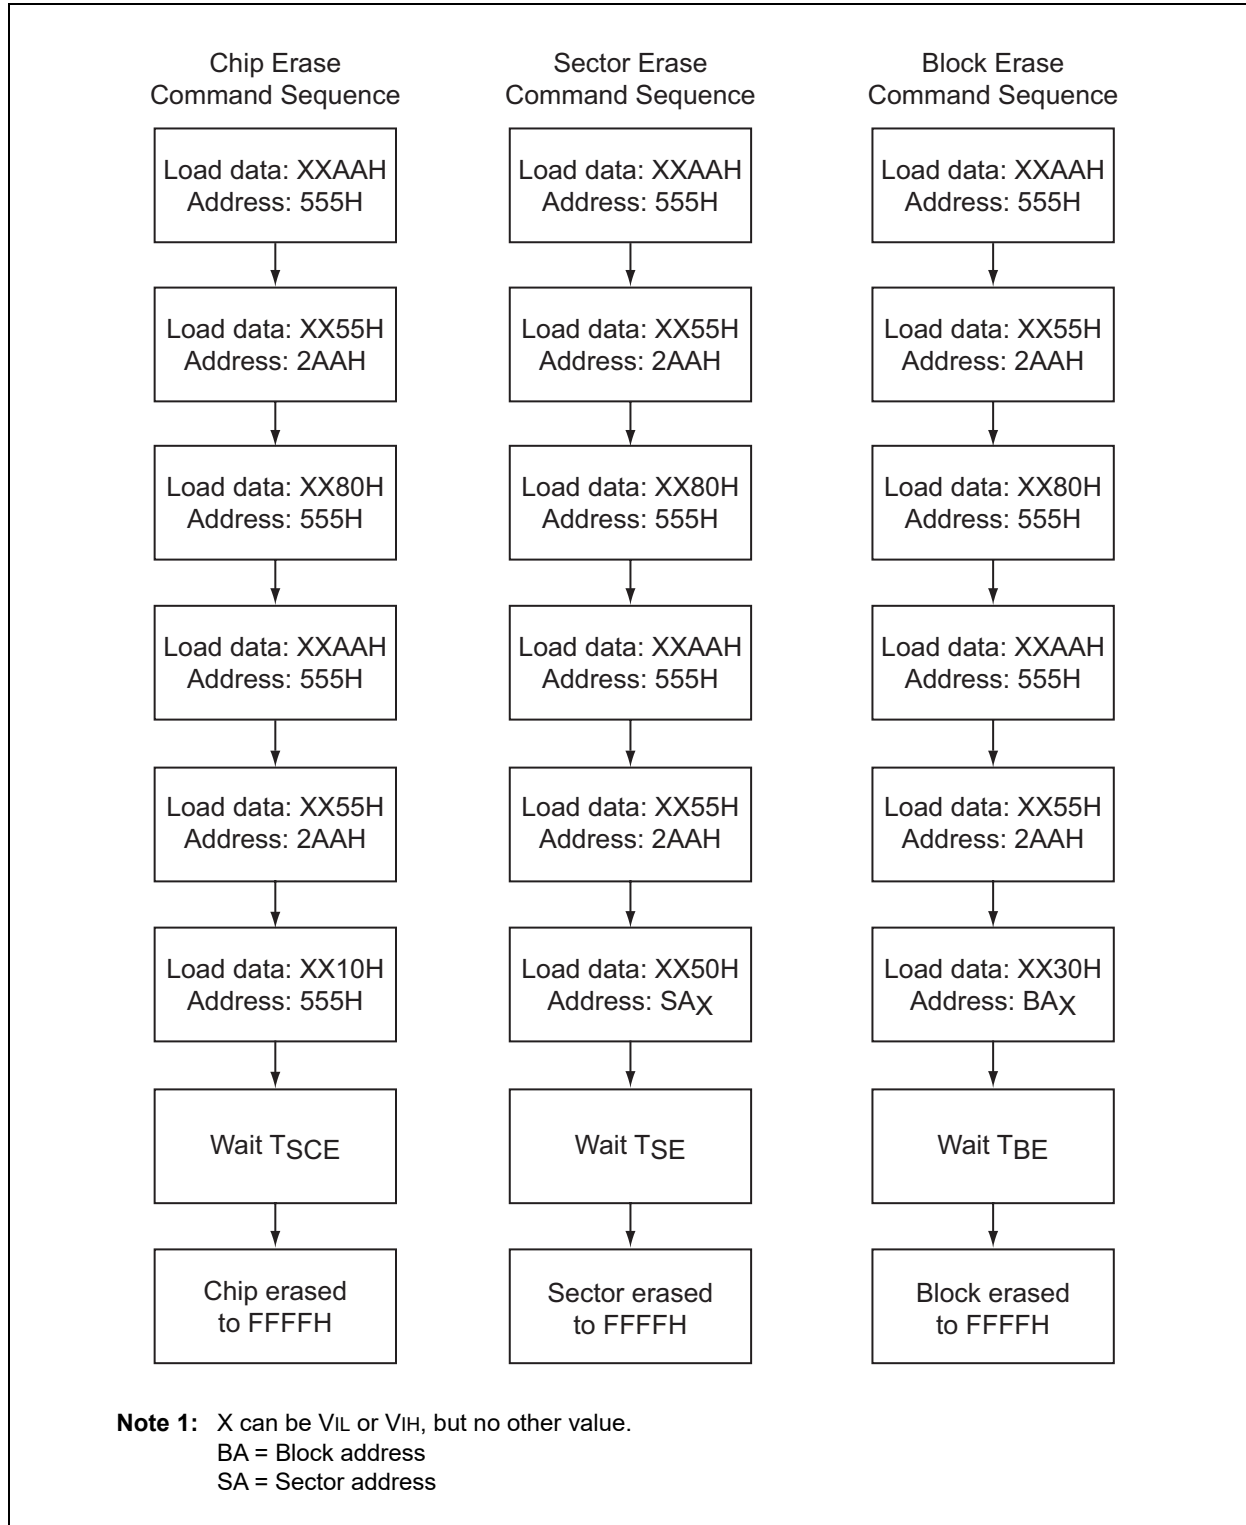 Chip Erase
Command Sequence
Load data: XXAAH
Address: 555H
Load data: XX55H
Address: 2AAH
Load data: XX80H
Address: 555H
Load data: XXAAH
Address: 555H
Load data: XX55H
Address: 2AAH
Load data: XX10H
Address: 555H
Wait TSCE
Chip erased
to FFFFH
Sector Erase
Command Sequence
Load data: XXAAH
Address: 555H
Load data: XX55H
Address: 2AAH
Load data: XX80H
Address: 555H
Load data: XXAAH
Address: 555H
Load data: XX55H
Address: 2AAH
Load data: XX50H
Address: SAX
Wait TSE
Sector erased
to FFFFH
Block Erase
Command Sequence
Load data: XXAAH
Address: 555H
Load data: XX55H
Address: 2AAH
Load data: XX80H
Address: 555H
Load data: XXAAH
Address: 555H
Load data: XX55H
Address: 2AAH
Load data: XX30H
Address: BAX
Wait TBE
Block erased
to FFFFH
Note 1: X can be VIL or VIH, but no other value.
BA = Block address
SA = Sector address